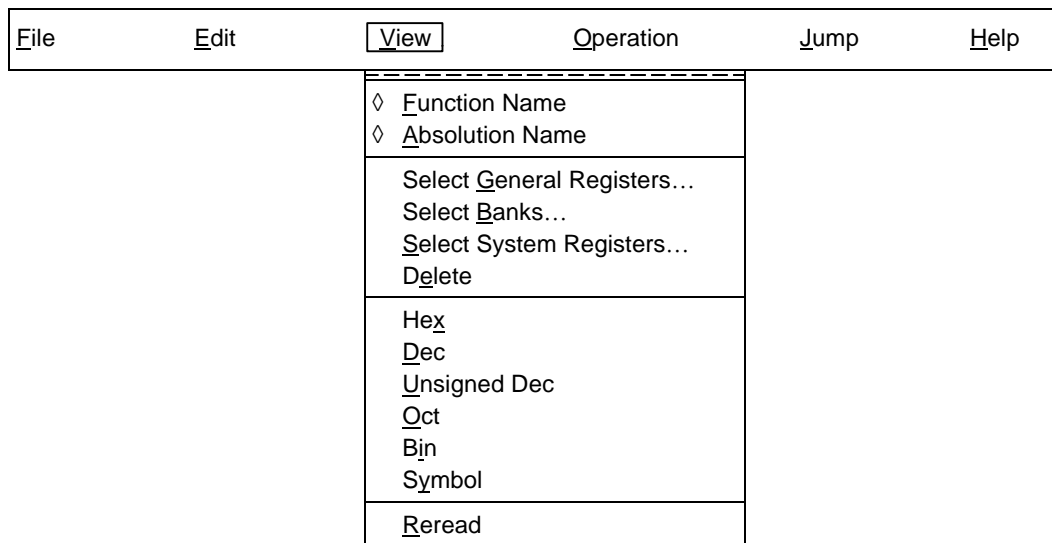 File Edit View Operation Jump Help
◊ Function Name
◊ Absolution Name
Select General Registers…
Select Banks…
Select System Registers…
Delete
Hex
Dec
Unsigned Dec
Oct
Bin
Symbol
Reread